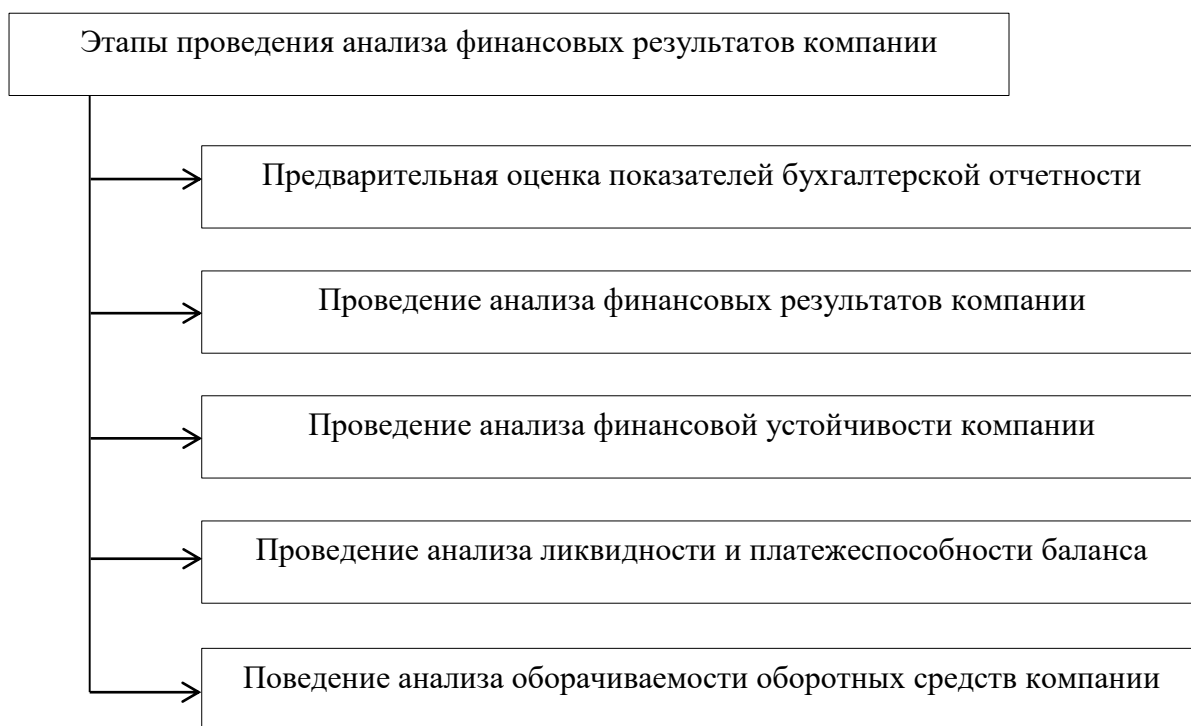 Этапы проведения анализа финансовых результатов компании
Предварительная оценка показателей бухгалтерской отчетности
Проведение анализа финансовых результатов компании
Проведение анализа финансовой устойчивости компании
Проведение анализа ликвидности и платежеспособности баланса
Поведение анализа оборачиваемости оборотных средств компании